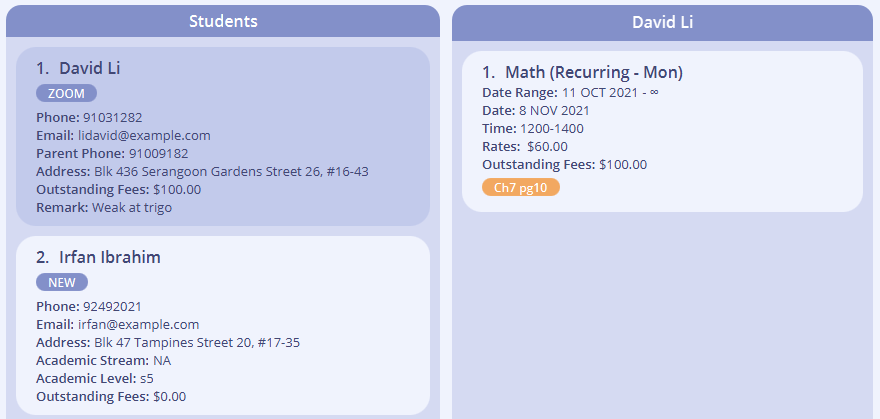 Students
1. David Li
ZOOM
Phone: 91031282
Email: lidavid@example.com
Parent Phone: 91009182
Address: Blk 436 Serangoon Gardens Street 26, #16-43
Outstanding Fees: $100.00
Remark: Weak at trigo
2. Irfan Ibrahim
NEW
Phone: 92492021
Email: irfan@example.com
Address: Blk 47 Tampines Street 20, #17-35
Academic Stream: NA
Academic Level: s5
Outstanding Fees: $0.00
David Li
1. Math (Recurring - Mon)
Date Range: 11 OCT 2021 - ∞
Date: 8 NOV 2021
Time: 1200-1400
Rates: $60.00
Outstanding Fees: $100.00
Ch7 pg10